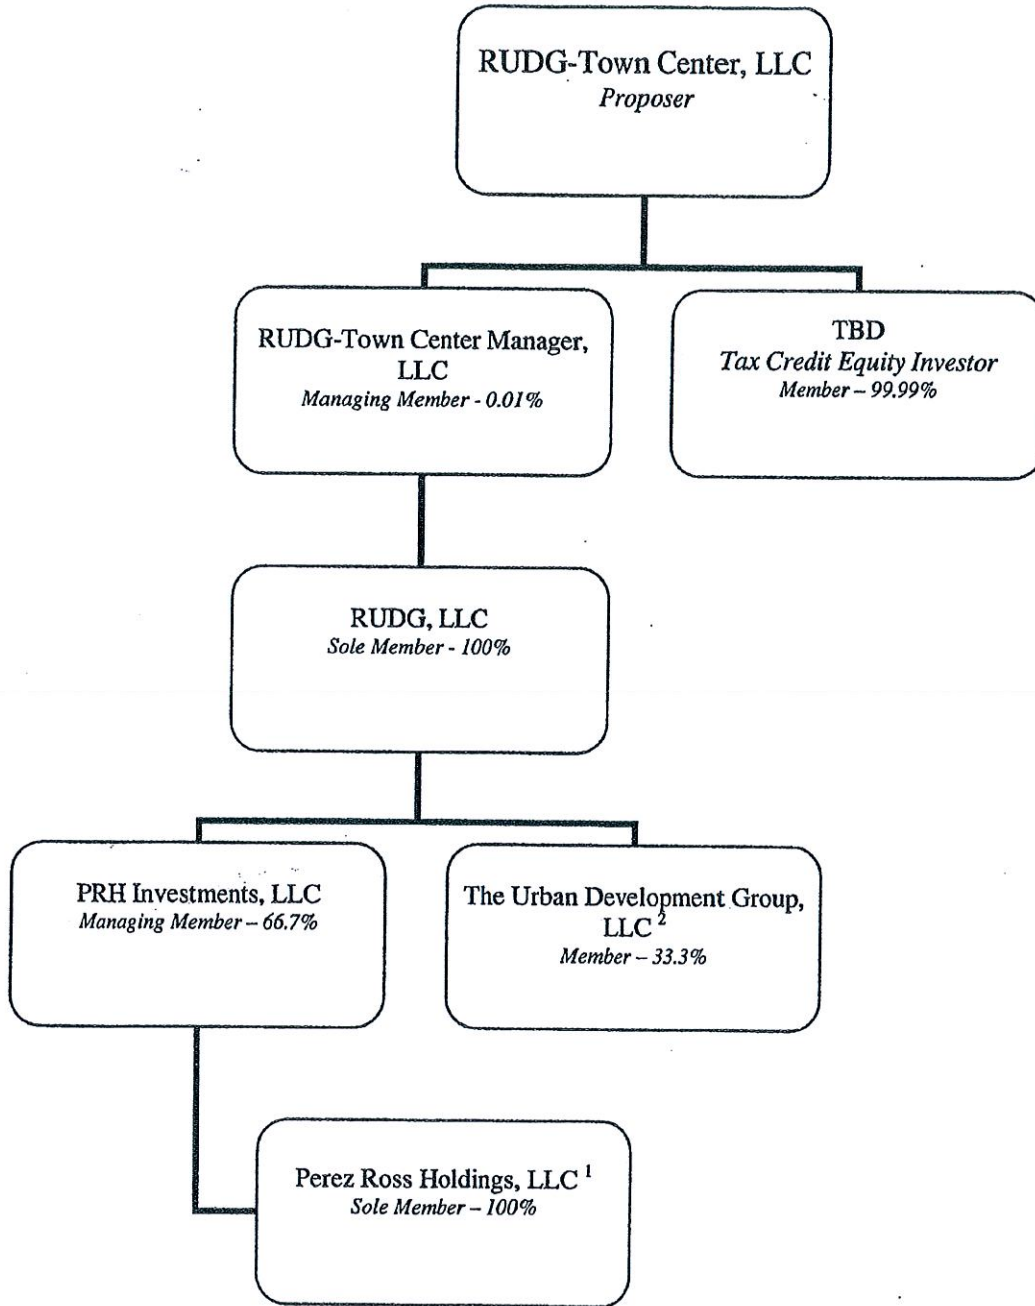 RUDG-Town Center, LLC
Proposer
RUDG-Town Center Manager,
LLC
Managing Member - 0.01%
TBD
Tax Credit Equity Investor
Member – 99.99%
RUDG, LLC
Sole Member - 100%
PRH Investments, LLC
Managing Member – 66.7%
The Urban Development Group,
LLC 2
Member – 33.3%
Perez Ross Holdings, LLC 1
Sole Member – 100%